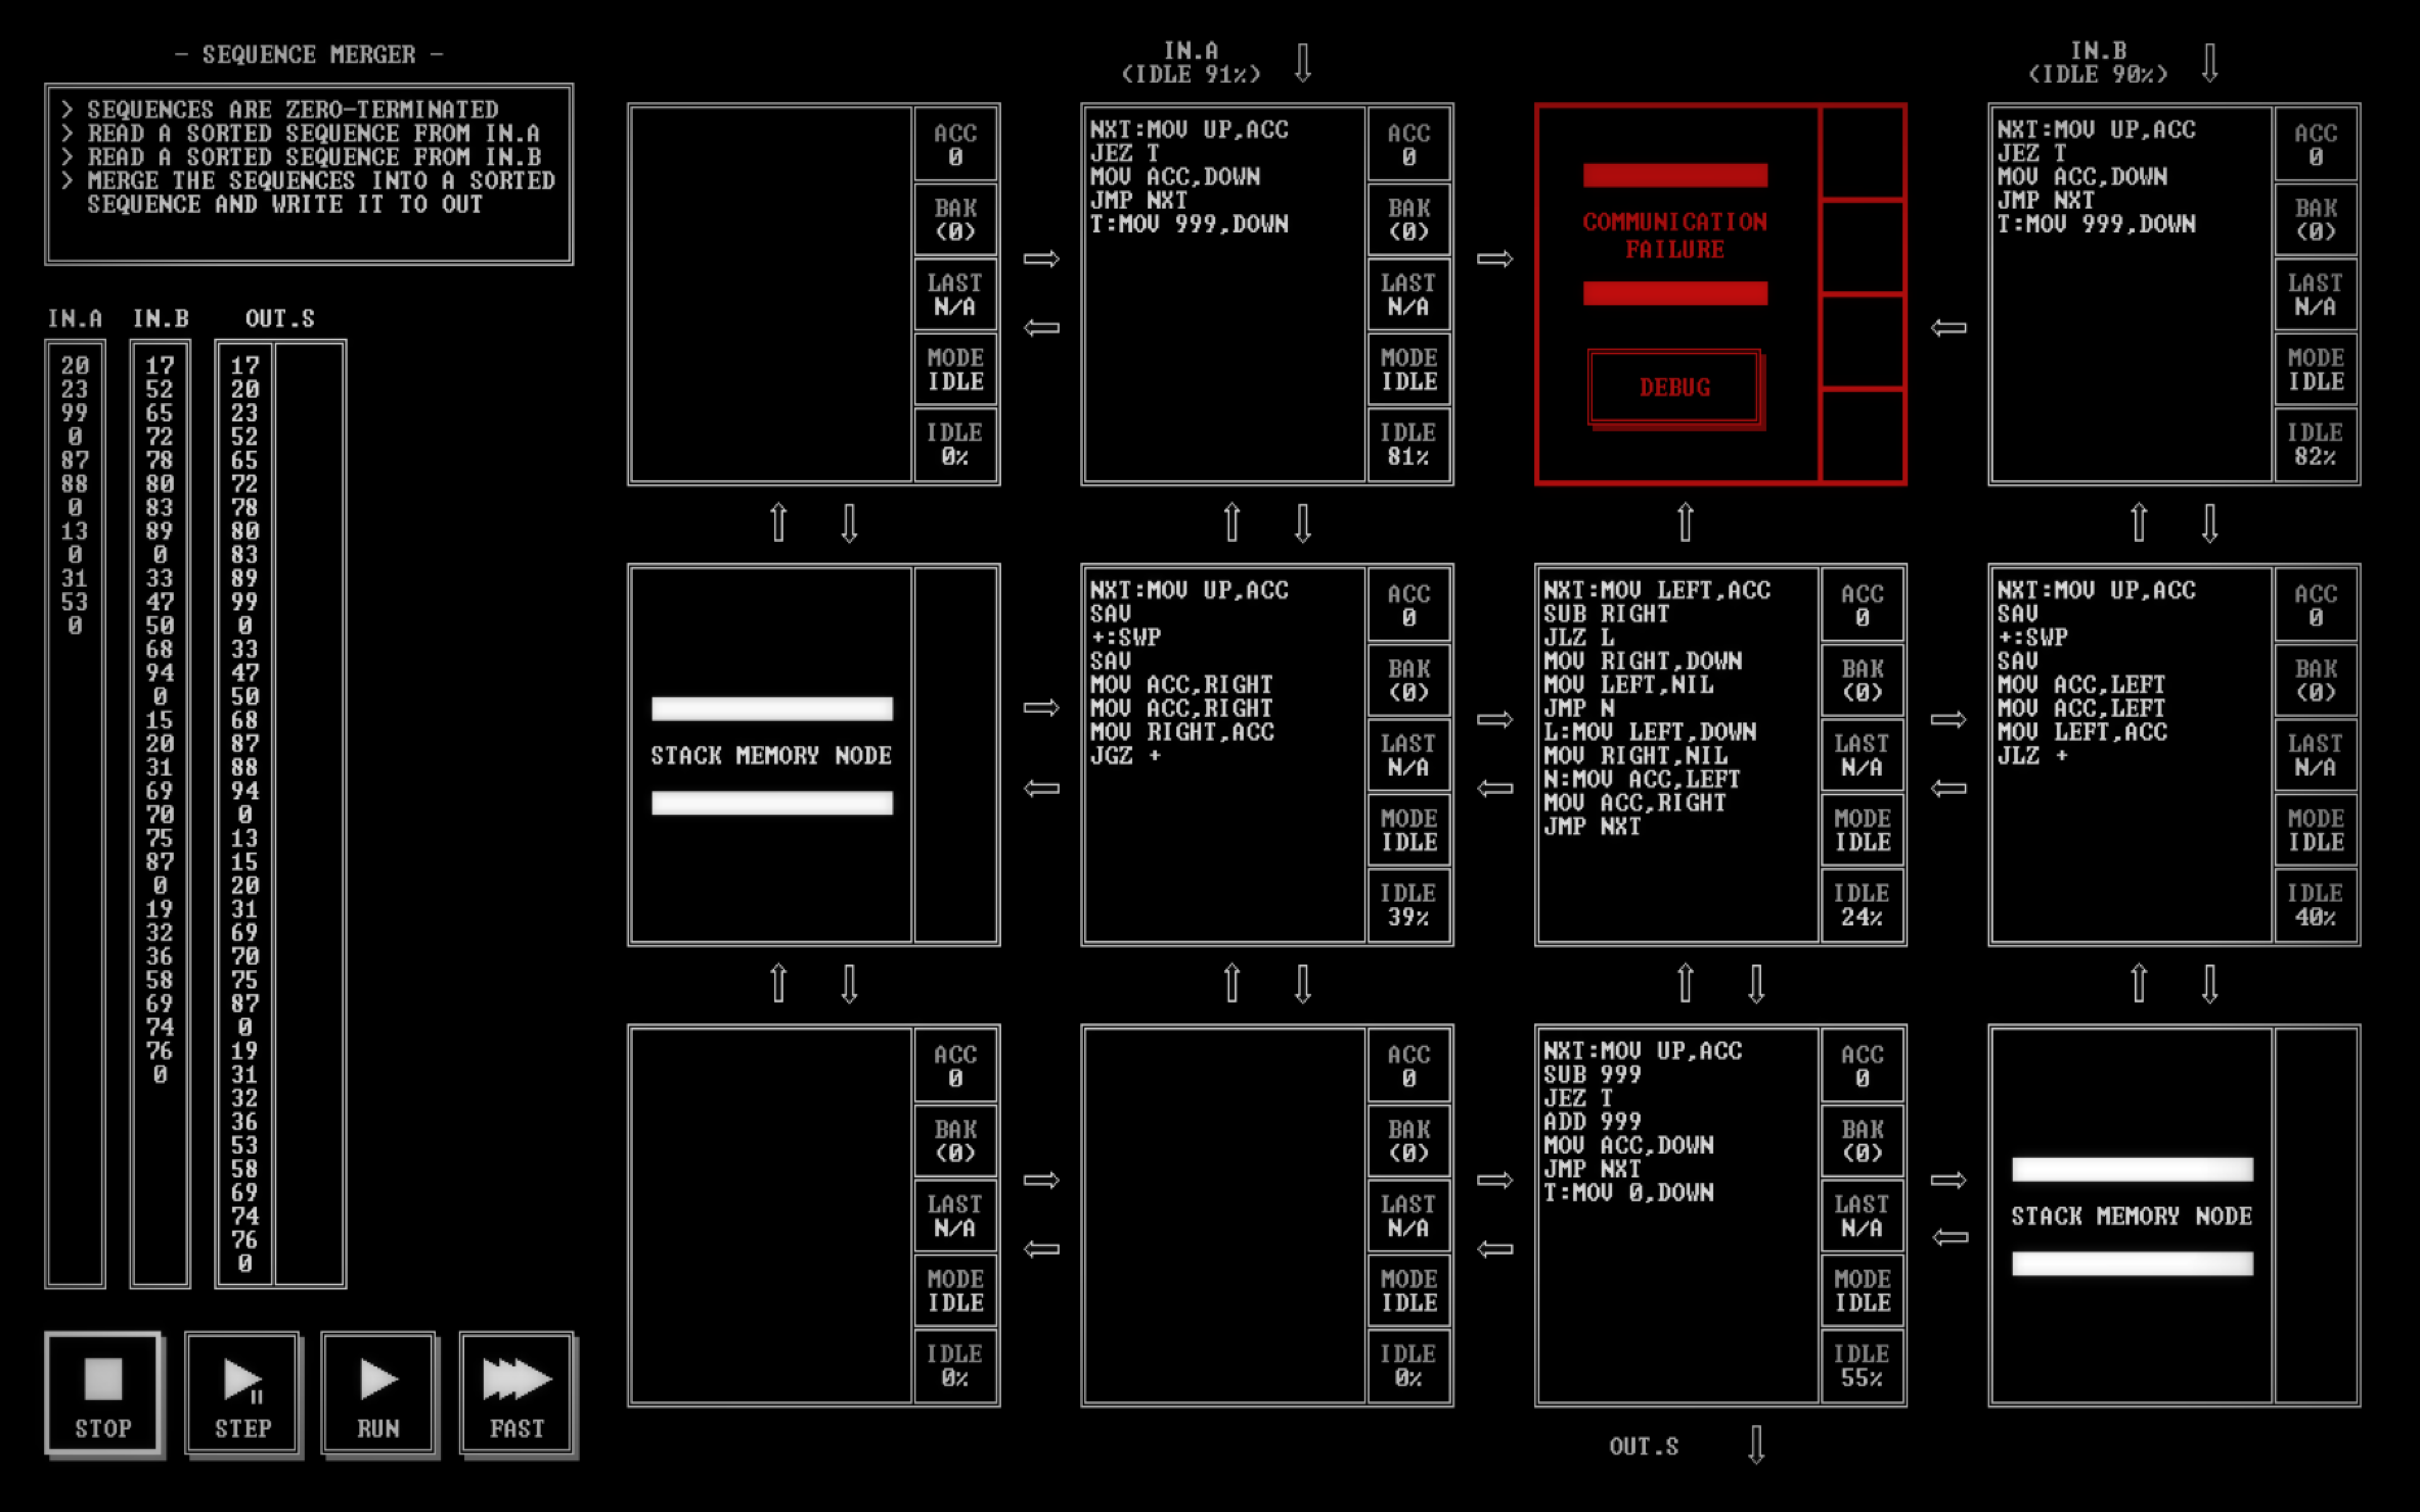 - SEQUENCE MERGER -
> SEQUENCES ARE ZERO-TERMINATED
> READ A SORTED SEQUENCE FROM IN.A
> READ A SORTED SEQUENCE FROM IN.B
> MERGE THE SEQUENCES INTO A SORTED
SEQUENCE AND WRITE IT TO OUT
IN.A IN.B OUT.S
20 17 17
23 52 20
99 65 23
0 72 52
87 78 65
88 80 72
0 83 78
13 89 80
0 0 83
31 33 89
53 47 99
0 50 0
68 33
94 47
0 50
15 68
20 87
31 88
69 94
70 0
75 13
87 15
0 20
19 31
32 69
36 70
58 75
69 87
74 0
76 19
0 31
32
36
53
58
69
74
76
0
STOP
STEP
RUN
FAST
IN.A
(IDLE 91%)
IN.B
(IDLE 90%)
ACC
0
BAK
(0)
LAST
N/A
MODE
IDLE
IDLE
0%
NXT:MOV UP,ACC
JEZ T
MOV ACC,DOWN
JMP NXT
T:MOV 999,DOWN
ACC
0
BAK
(0)
LAST
N/A
MODE
IDLE
IDLE
81%
COMMUNICATION
FAILURE
DEBUG
NXT:MOV UP,ACC
JEZ T
MOV ACC,DOWN
JMP NXT
T:MOV 999,DOWN
ACC
0
BAK
(0)
LAST
N/A
MODE
IDLE
IDLE
82%
STACK MEMORY NODE
NXT:MOV UP,ACC
SAV
+:SWP
SAV
MOV ACC,RIGHT
MOV ACC,RIGHT
MOV RIGHT,ACC
JGZ +
ACC
0
BAK
(0)
LAST
N/A
MODE
IDLE
IDLE
39%
NXT:MOV LEFT,ACC
SUB RIGHT
JLZ L
MOV RIGHT,DOWN
MOV LEFT,NIL
JMP N
L:MOV LEFT,DOWN
MOV RIGHT,NIL
N:MOV ACC,LEFT
MOV ACC,RIGHT
JMP NXT
ACC
0
BAK
(0)
LAST
N/A
MODE
IDLE
IDLE
24%
NXT:MOV UP,ACC
SAV
+:SWP
SAV
MOV ACC,LEFT
MOV ACC,LEFT
MOV LEFT,ACC
JLZ +
ACC
0
BAK
(0)
LAST
N/A
MODE
IDLE
IDLE
40%
ACC
0
BAK
(0)
LAST
N/A
MODE
IDLE
IDLE
0%
ACC
0
BAK
(0)
LAST
N/A
MODE
IDLE
IDLE
0%
NXT:MOV UP,ACC
SUB 999
JEZ T
ADD 999
MOV ACC,DOWN
JMP NXT
T:MOV 0,DOWN
ACC
0
BAK
(0)
LAST
N/A
MODE
IDLE
IDLE
55%
STACK MEMORY NODE
OUT.S